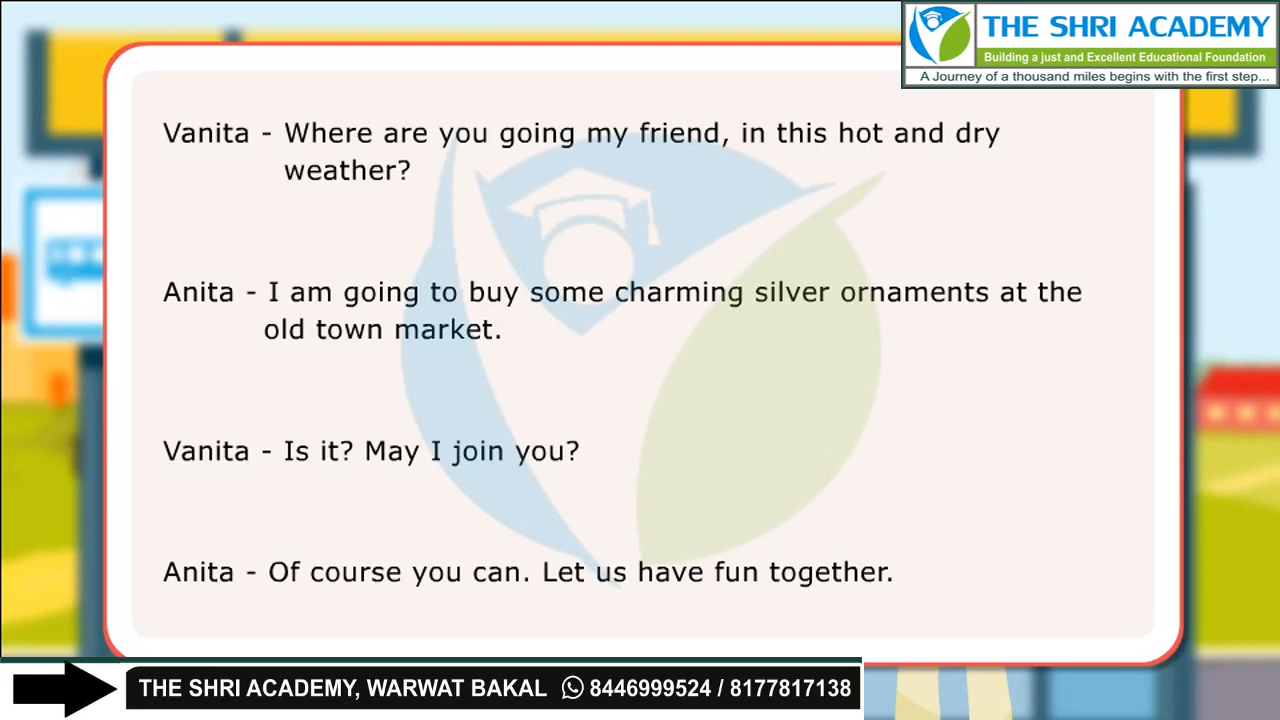 THE SHRI ACADEMY
Building a just and Excellent Educational Foundation
A Journey of a thousand miles begins with the first step...
Vanita - Where are you going my friend, in this hot and dry
weather?
Anita - I am going to buy some charming silver ornaments at the
old town market.
Vanita - Is it? May I join you?
Anita - Of course you can. Let us have fun together.
THE SHRI ACADEMY, WARWAT BAKAL 8446999524 / 8177817138